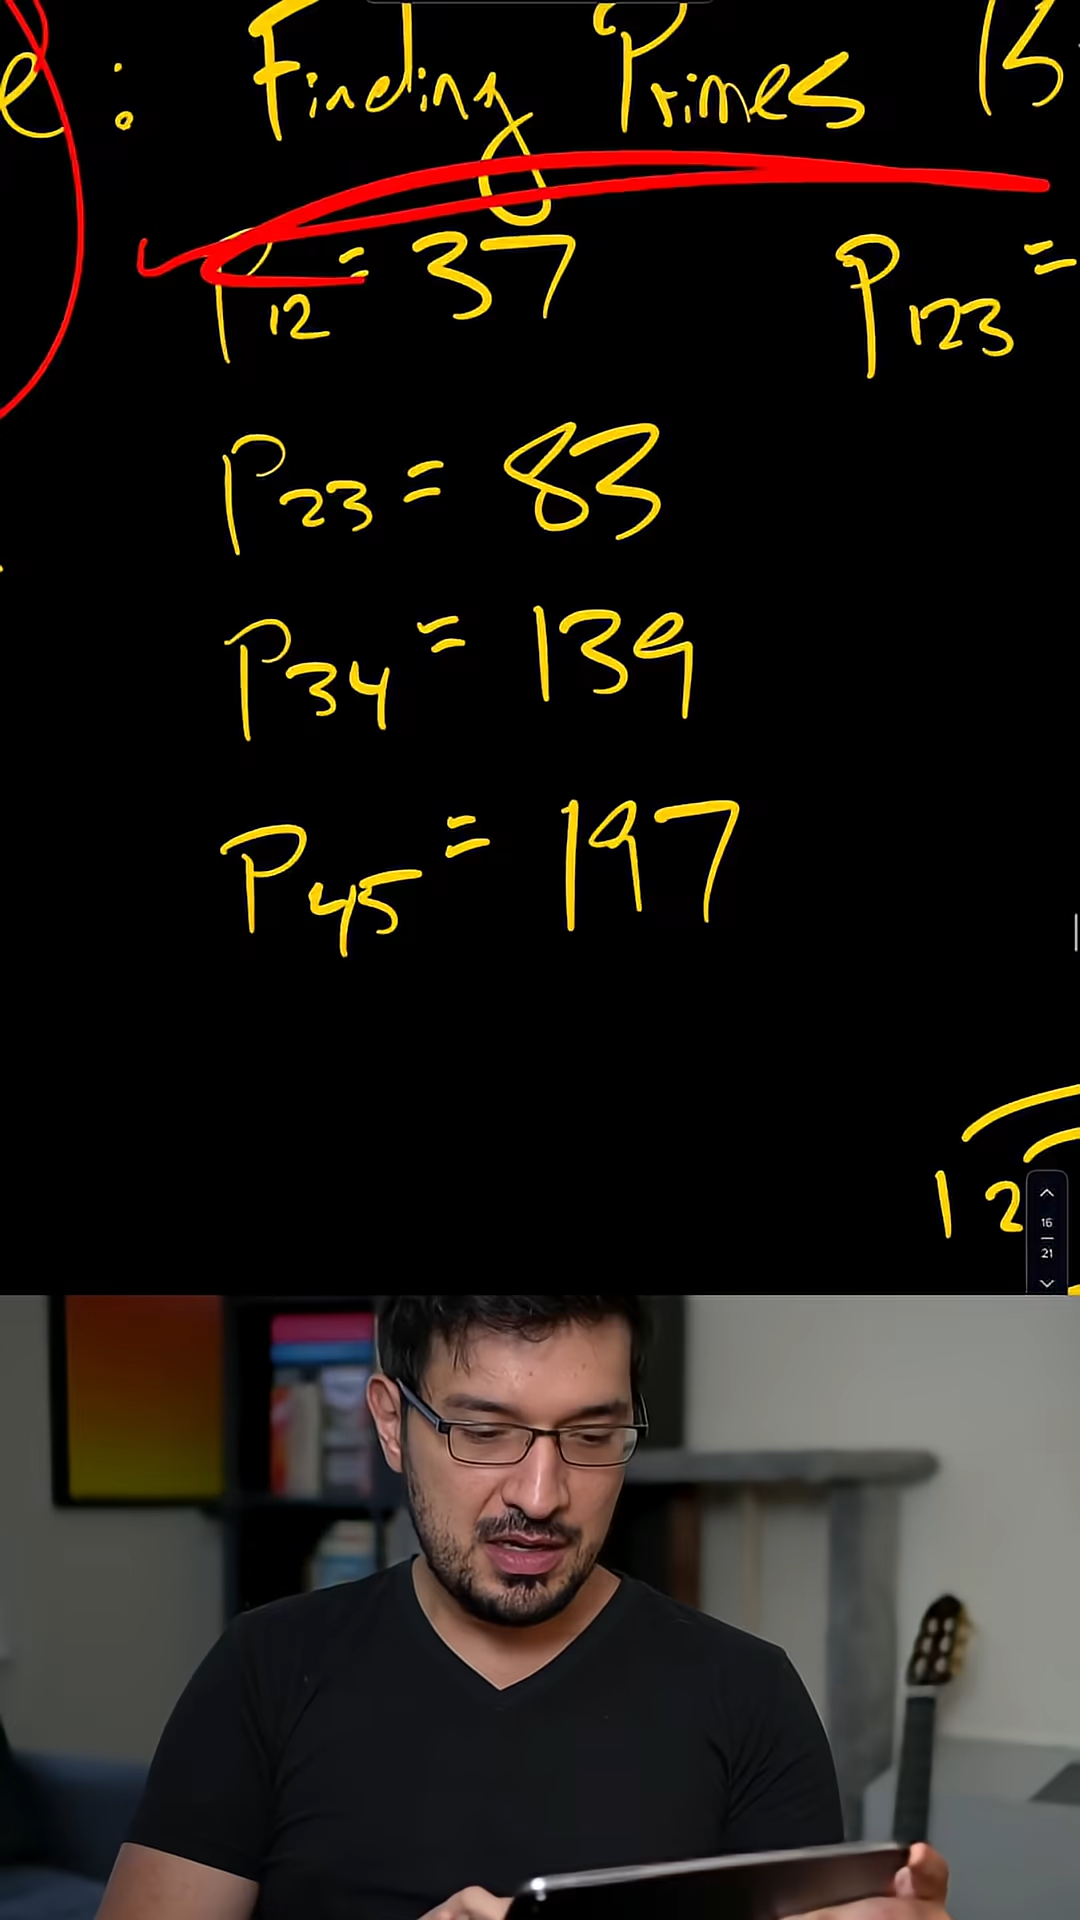 e: Finding Primes
P12 = 37
P123 =
P23 = 83
P34 = 139
P45 = 197
12
16
21